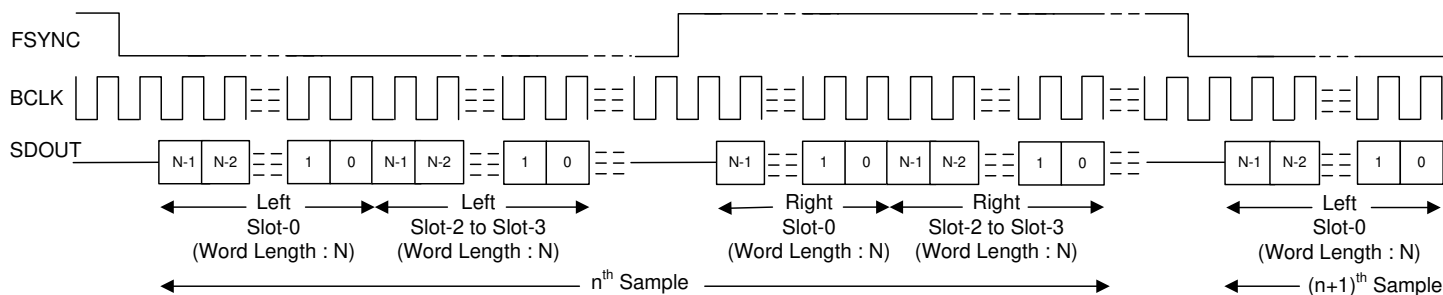 FSYNC
BCLK
SDOUT
N-1 N-2 1 0 N-1 N-2 1 0 N-1 1 0 N-1 N-2 1 0 N-1 N-2 1 0
Left Left Right Right Left
Slot-0 Slot-2 to Slot-3 Slot-0 Slot-2 to Slot-3 Slot-0
(Word Length : N) (Word Length : N) (Word Length : N) (Word Length : N) (Word Length : N)
nth Sample (n+1)th Sample